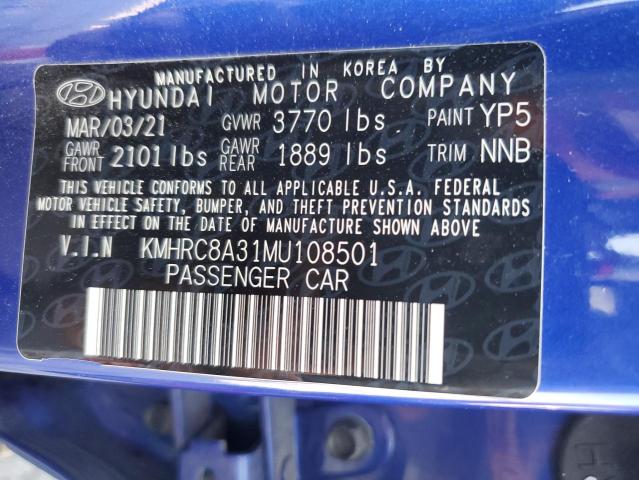 MANUFACTURED IN KOREA BY
HYUNDAI MOTOR COMPANY
MAR/03/21 GVWR 3770 lbs PAINT YP5
GAWR FRONT 2101 lbs GAWR REAR 1889 lbs TRIM NNB
THIS VEHICLE CONFORMS TO ALL APPLICABLE U.S.A. FEDERAL
MOTOR VEHICLE SAFETY, BUMPER, AND THEFT PREVENTION STANDARDS
IN EFFECT ON THE DATE OF MANUFACTURE SHOWN ABOVE
V.I.N KMHRC8A31MU108501
PASSENGER CAR